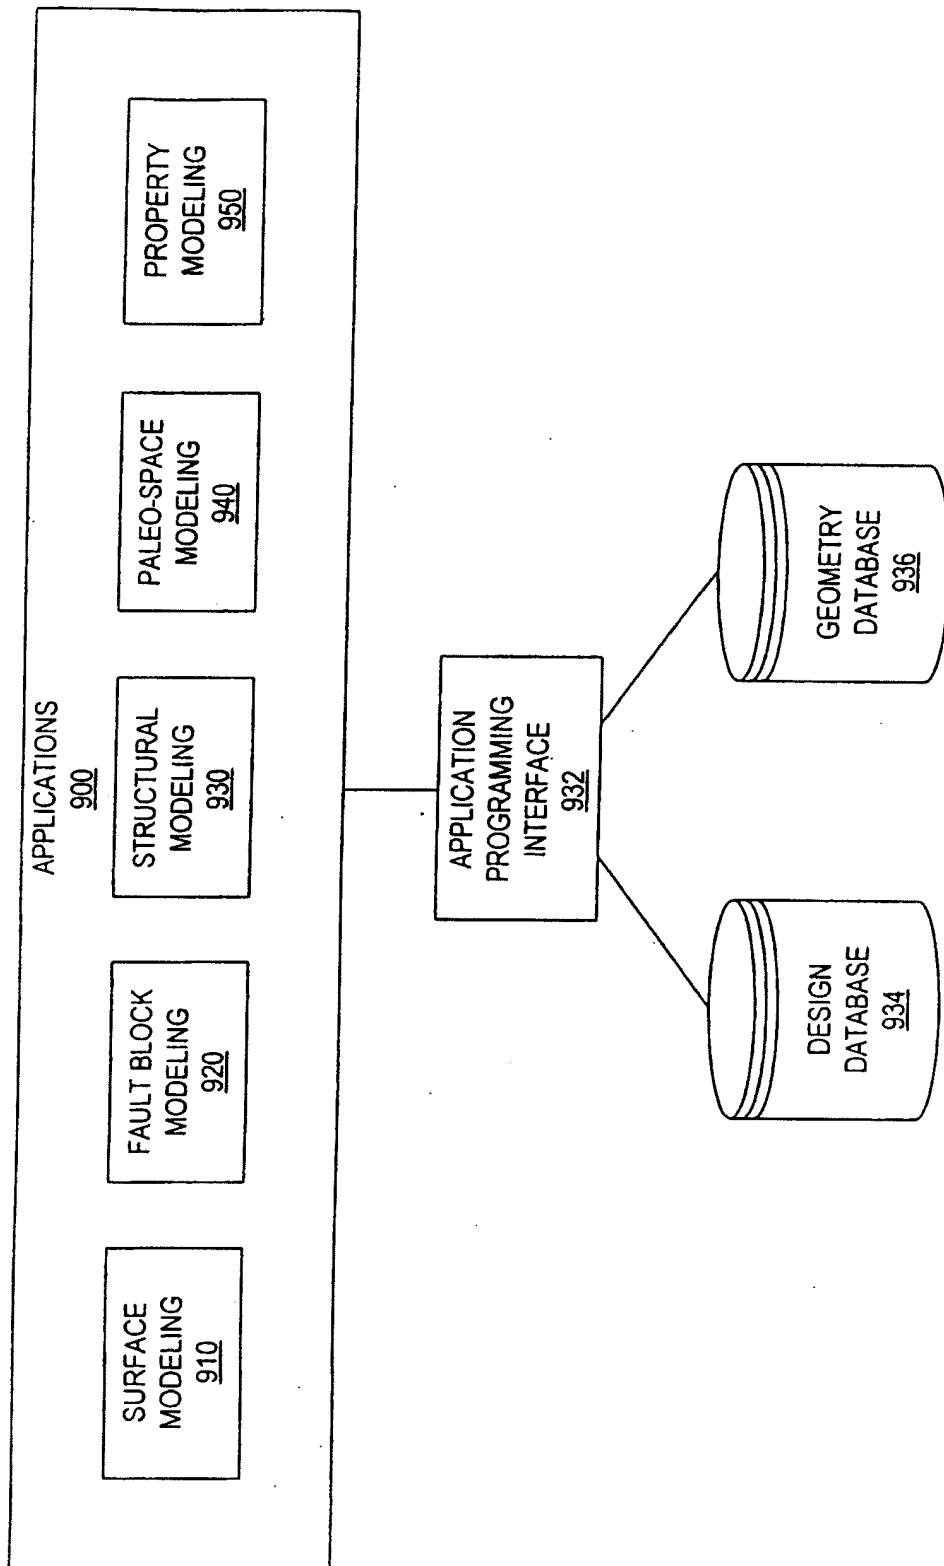 APPLICATIONS
900
SURFACE
MODELING
910
FAULT BLOCK
MODELING
920
STRUCTURAL
MODELING
930
PALEO-SPACE
MODELING
940
PROPERTY
MODELING
950
APPLICATION
PROGRAMMING
INTERFACE
932
DESIGN
DATABASE
934
GEOMETRY
DATABASE
936